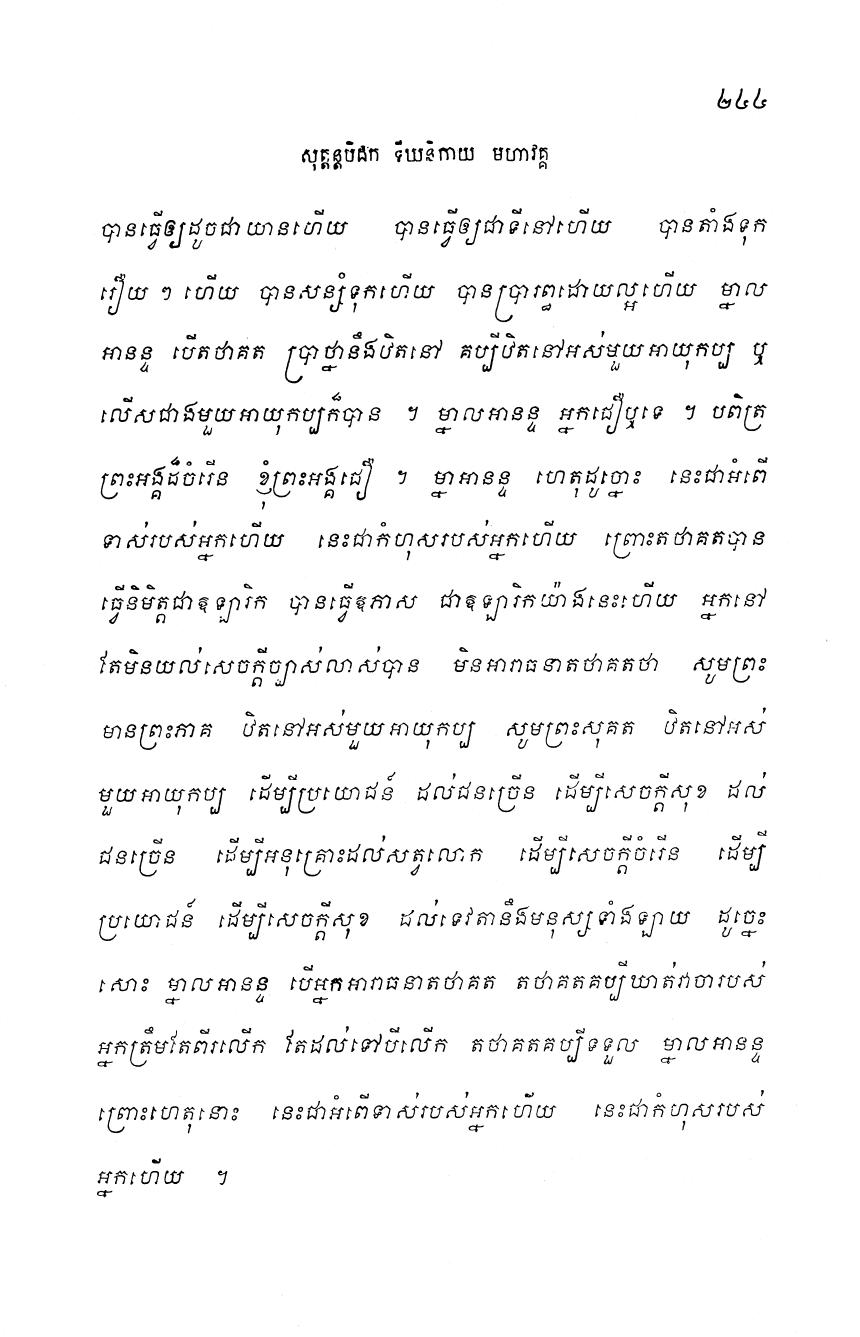 ២៤៤
សុត្តន្តបិដក ទីឃនិកាយ មហាវគ្គ
បានធ្វើឲ្យដូចជាយានហើយ បានធ្វើឲ្យជាទីនៅហើយ បានតាំងទុក
រឿយ ៗ ហើយ បានសន្សំទុកហើយ បានប្រារព្ធដោយល្អហើយ ម្នាល
អានន្ទ បើតថាគត ប្រាថ្នានឹងឋិតនៅ គប្បីឋិតនៅអស់មួយអាយុកប្ប ឬ
លើសជាងមួយអាយុកប្បក៏បាន ។ ម្នាលអានន្ទ អ្នកជឿឬទេ ។ បពិត្រ
ព្រះអង្គដ៏ចំរើន ខ្ញុំព្រះអង្គជឿ ។ ម្នាអានន្ទ ហេតុដូច្នោះ នេះជាអំពើ
ទាស់របស់អ្នកហើយ នេះជាកំហុសរបស់អ្នកហើយ ព្រោះតថាគតបាន
ធ្វើនិមិត្តជាឱឡារិក បានធ្វើឱកាស ជាឱឡារិកយ៉ាងនេះហើយ អ្នកនៅ
តែមិនយល់សេចក្តីច្បាស់លាស់បាន មិនអារាធនាតថាគតថា សូមព្រះ
មានព្រះភាគ ឋិតនៅអស់មួយអាយុកប្ប សូមព្រះសុគត ឋិតនៅអស់
មួយអាយុកប្ប ដើម្បីប្រយោជន៍ ដល់ជនច្រើន ដើម្បីសេចក្តីសុខ ដល់
ជនច្រើន ដើម្បីអនុគ្រោះដល់សត្វលោក ដើម្បីសេចក្តីចំរើន ដើម្បី
ប្រយោជន៍ ដើម្បីសេចក្តីសុខ ដល់ទេវតានឹងមនុស្សទាំងឡាយ ដូច្នេះ
សោះ ម្នាលអានន្ទ បើអ្នកអារាធនាតថាគត តថាគតគប្បីឃាត់វាចារបស់
អ្នកត្រឹមតែពីរលើក តែដល់ទៅបីលើក តថាគតគប្បីទទួល ម្នាលអានន្ទ
ព្រោះហេតុនោះ នេះជាអំពើទាស់របស់អ្នកហើយ នេះជាកំហុសរបស់
អ្នកហើយ ។